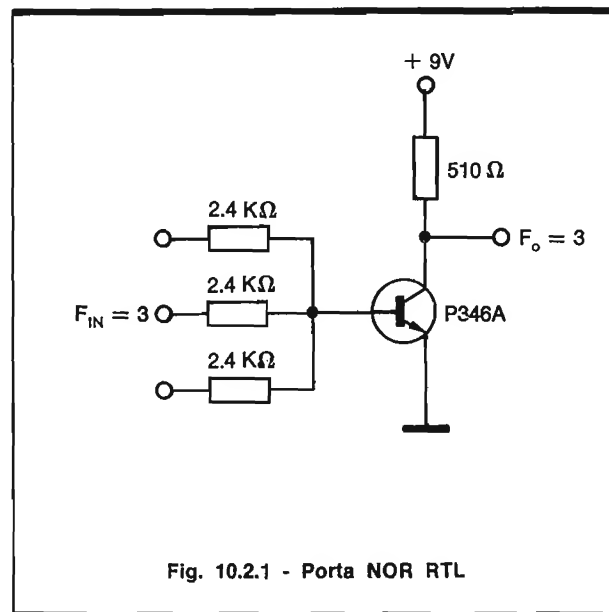 + 9V
510 Ω
2.4 KΩ
F₀ = 3
2.4 KΩ
F_IN = 3
P346A
2.4 KΩ
Fig. 10.2.1 - Porta NOR RTL